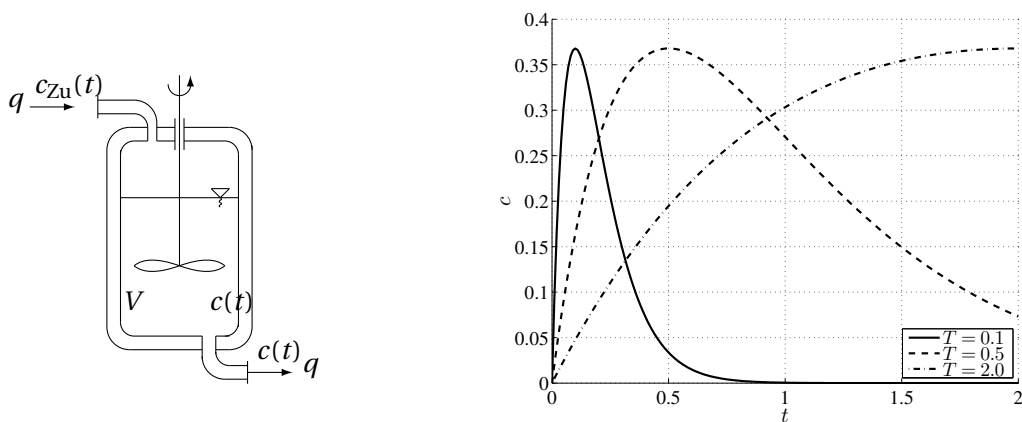 q
c_Zu(t)
V
c(t)
c(t)
q
c
0.4
0.35
0.3
0.25
0.2
0.15
0.1
0.05
0
0 0.5 1 1.5 2
t
T = 0.1
T = 0.5
T = 2.0